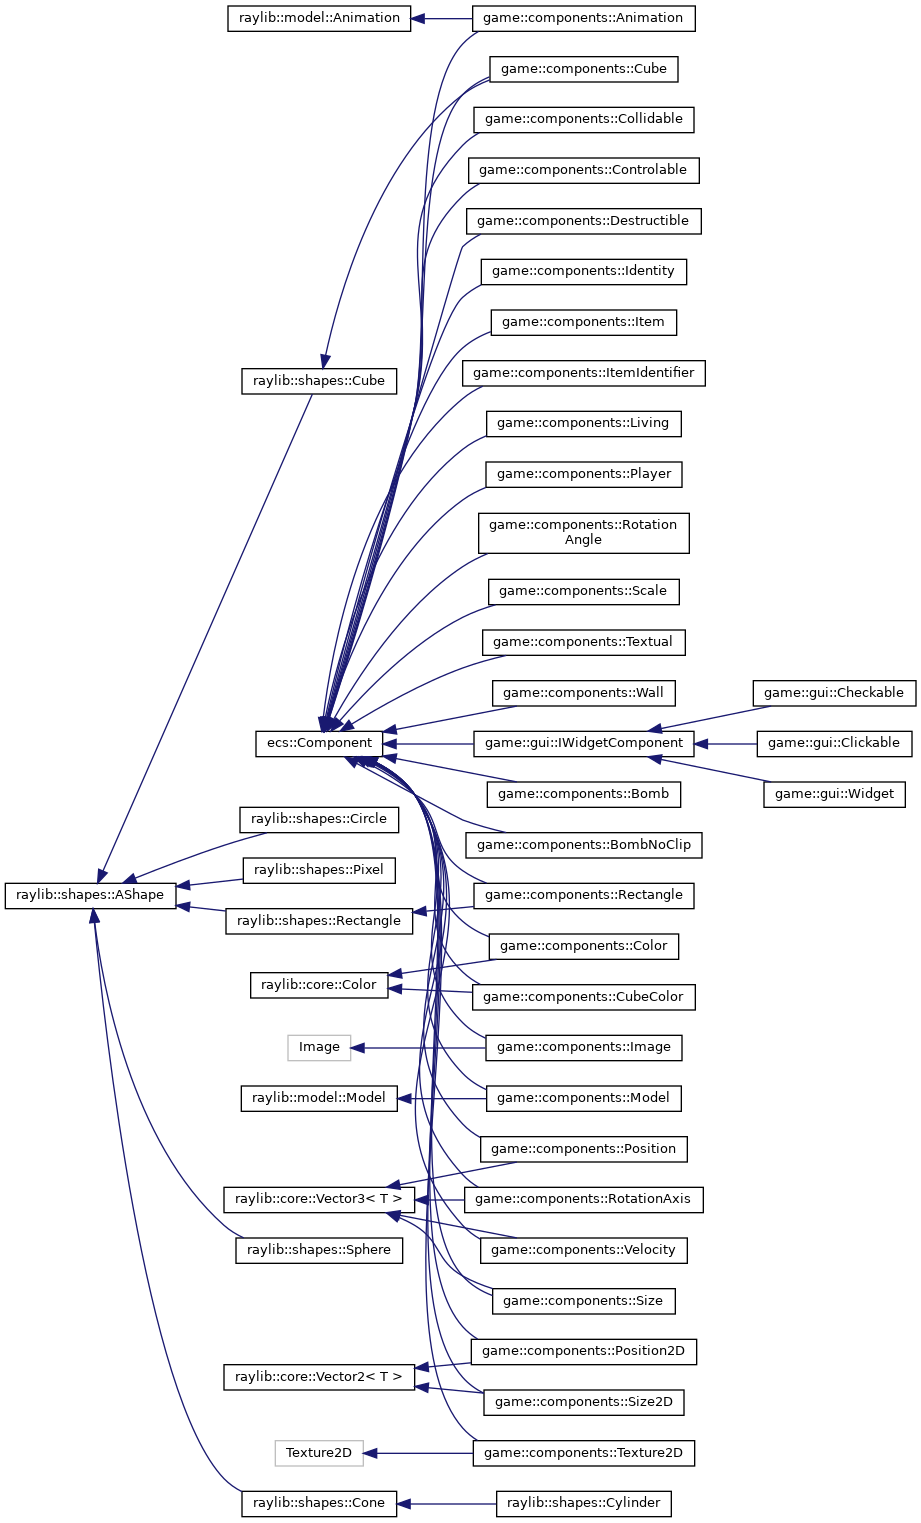 raylib::model::Animation
game::components::Animation
game::components::Cube
game::components::Collidable
game::components::Controlable
game::components::Destructible
game::components::Identity
game::components::Item
game::components::ItemIdentifier
raylib::shapes::Cube
game::components::Living
game::components::Player
game::components::Rotation
Angle
game::components::Scale
game::components::Textual
game::components::Wall
game::gui::Checkable
ecs::Component
game::gui::IWidgetComponent
game::gui::Clickable
game::components::Bomb
game::gui::Widget
raylib::shapes::Circle
game::components::BombNoClip
raylib::shapes::Pixel
raylib::shapes::AShape
game::components::Rectangle
raylib::shapes::Rectangle
game::components::Color
raylib::core::Color
game::components::CubeColor
Image
game::components::Image
raylib::model::Model
game::components::Model
game::components::Position
raylib::core::Vector3< T >
game::components::RotationAxis
raylib::shapes::Sphere
game::components::Velocity
game::components::Size
game::components::Position2D
raylib::core::Vector2< T >
game::components::Size2D
Texture2D
game::components::Texture2D
raylib::shapes::Cone
raylib::shapes::Cylinder